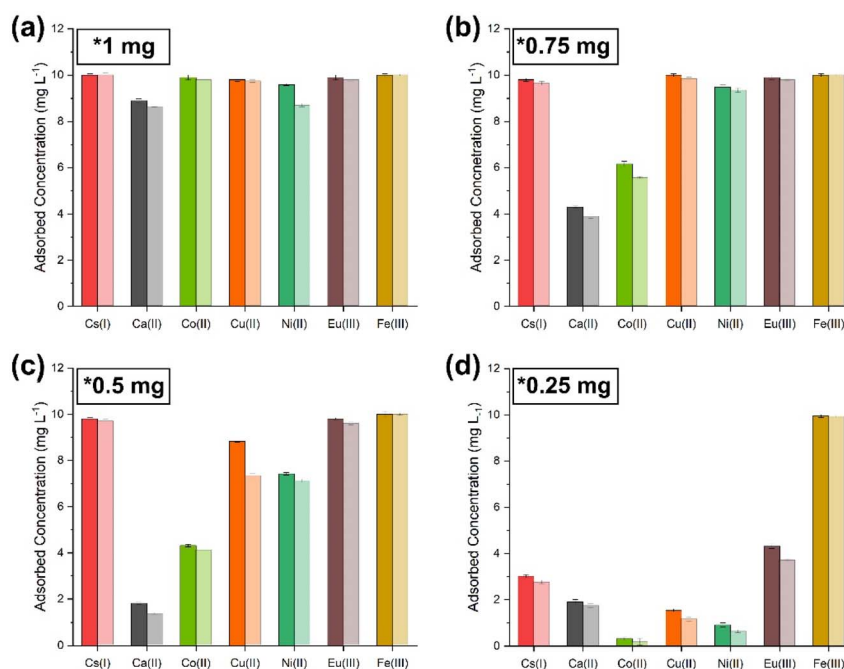 (a)
*1 mg
Adsorbed Concentration (mg L⁻¹)
12
10
8
6
4
2
0
Cs(I) Ca(II) Co(II) Cu(II) Ni(II) Eu(III) Fe(III)
(b)
*0.75 mg
Adsorbed Concnetration (mg L⁻¹)
12
10
8
6
4
2
0
Cs(I) Ca(II) Co(II) Cu(II) Ni(II) Eu(III) Fe(III)
(c)
*0.5 mg
Adsorbed Concentration (mg L⁻¹)
12
10
8
6
4
2
0
Cs(I) Ca(II) Co(II) Cu(II) Ni(II) Eu(III) Fe(III)
(d)
*0.25 mg
Adsorbed Concentration (mg L₋₁)
12
10
8
6
4
2
0
Cs(I) Ca(II) Co(II) Cu(II) Ni(II) Eu(III) Fe(III)